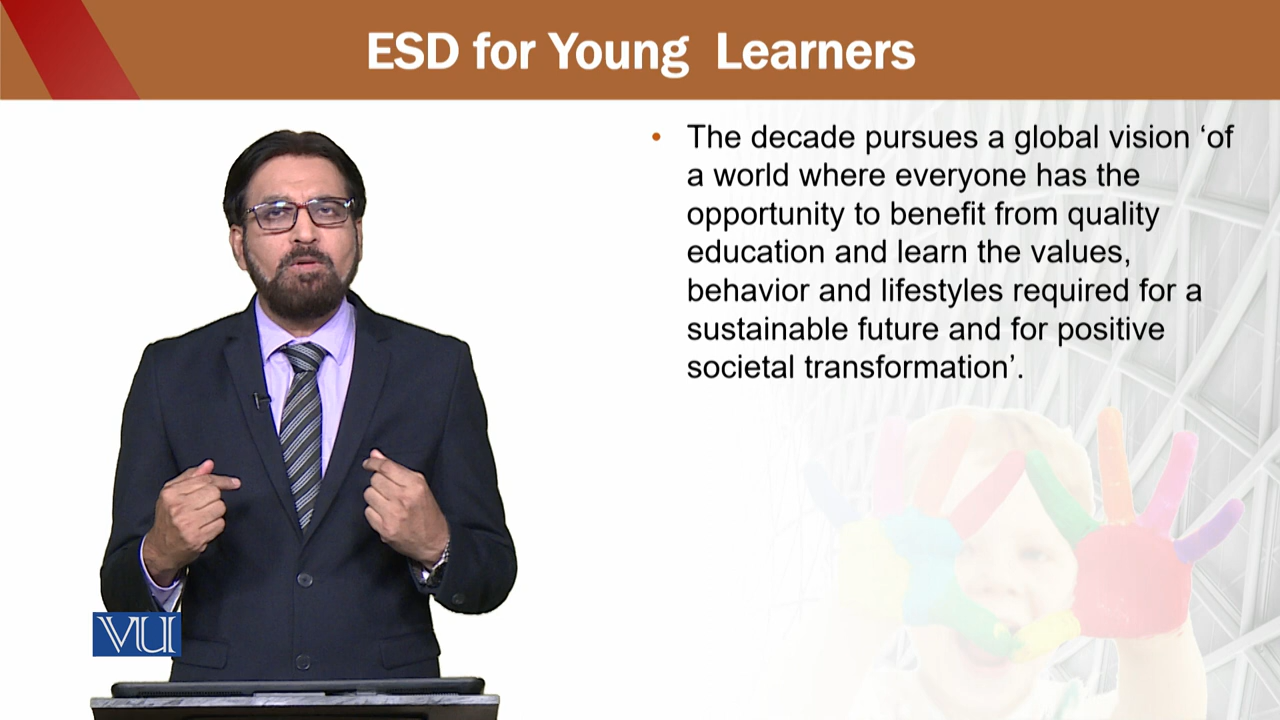 ESD for Young Learners
• The decade pursues a global vision ‘of
a world where everyone has the
opportunity to benefit from quality
education and learn the values,
behavior and lifestyles required for a
sustainable future and for positive
societal transformation’.
VU